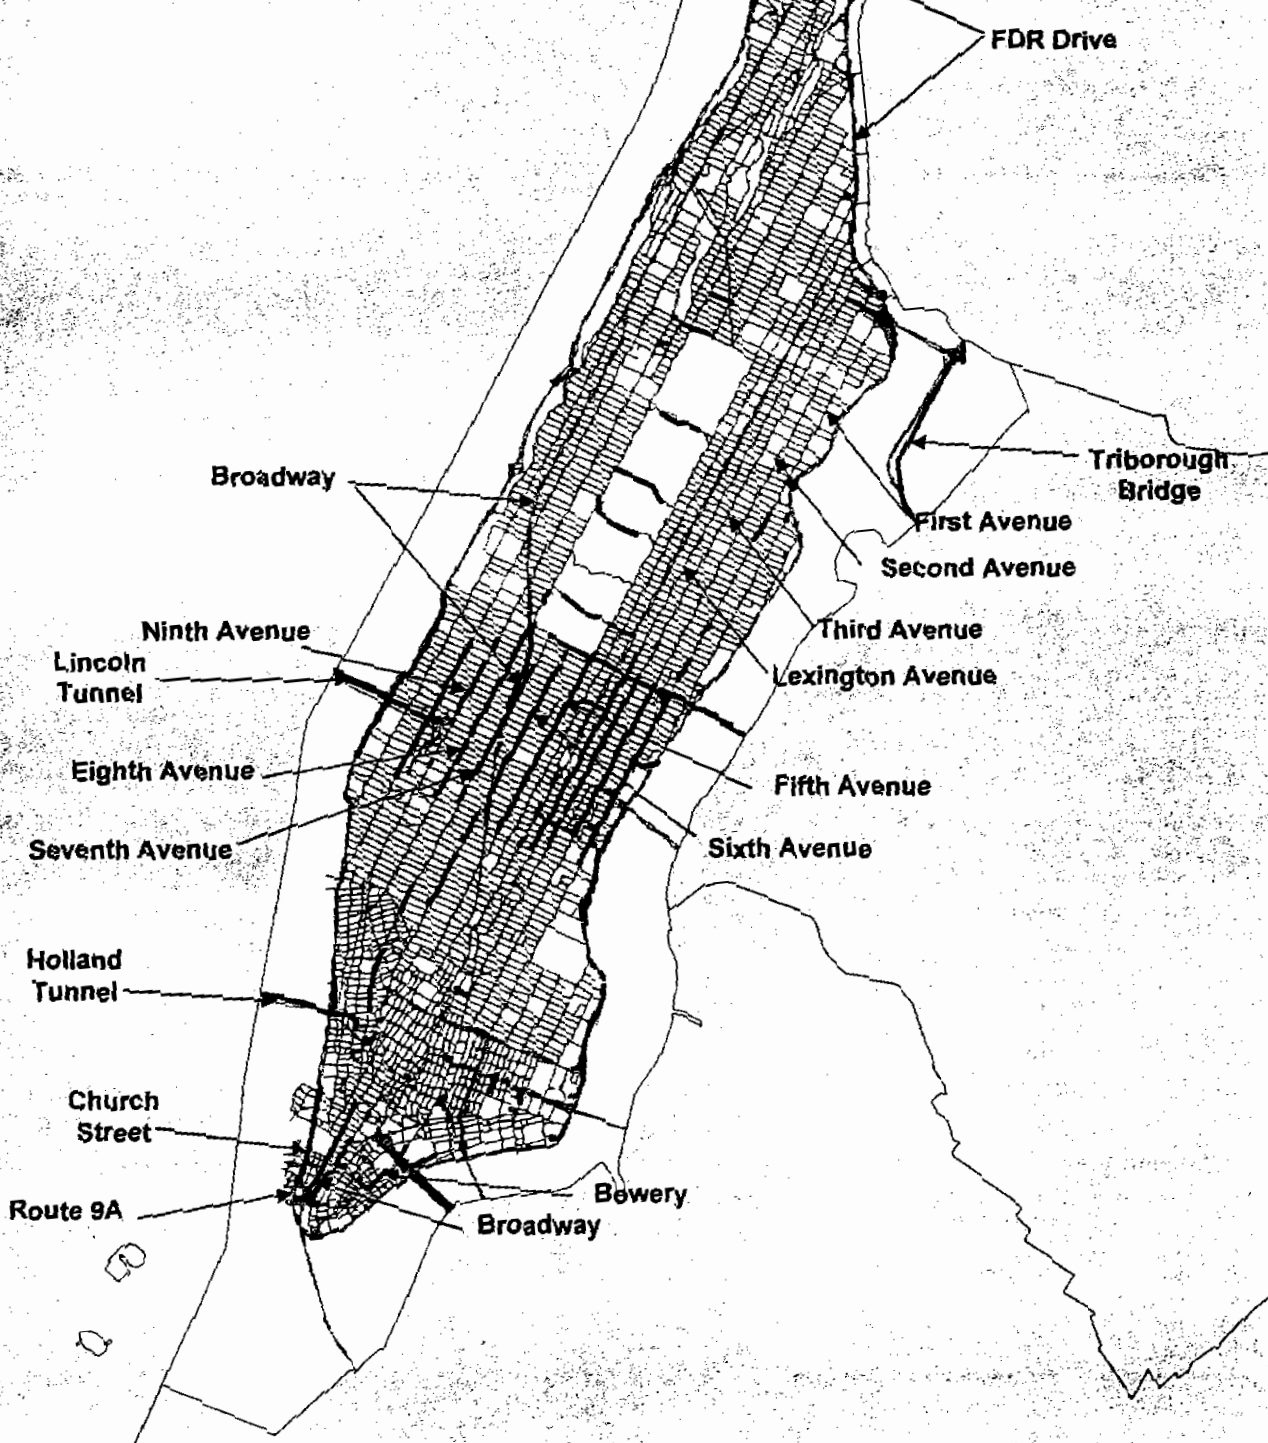 FDR Drive
Triborough
Bridge
Broadway
First Avenue
Second Avenue
Ninth Avenue
Third Avenue
Lincoln
Tunnel
Lexington Avenue
Eighth Avenue
Fifth Avenue
Seventh Avenue
Sixth Avenue
Holland
Tunnel
Church
Street
Bowery
Route 9A
Broadway